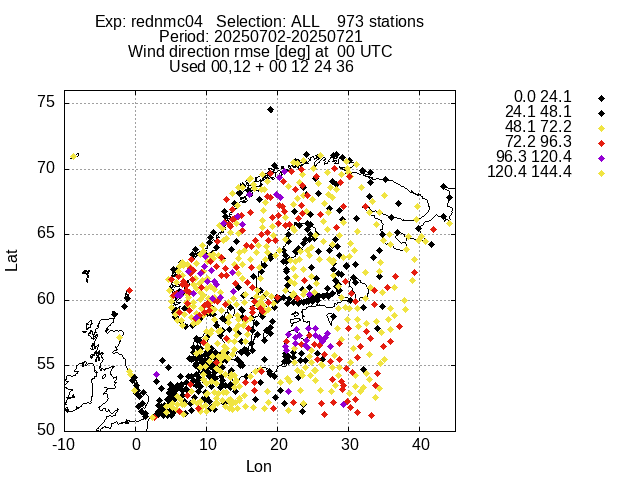 Exp: rednmc04 Selection: ALL 973 stations
Period: 20250702-20250721
Wind direction rmse [deg] at 00 UTC
Used 00,12 + 00 12 24 36
0.0 24.1
24.1 48.1
48.1 72.2
72.2 96.3
96.3 120.4
120.4 144.4
75
70
65
60
55
50
Lat
-10 0 10 20 30 40
Lon